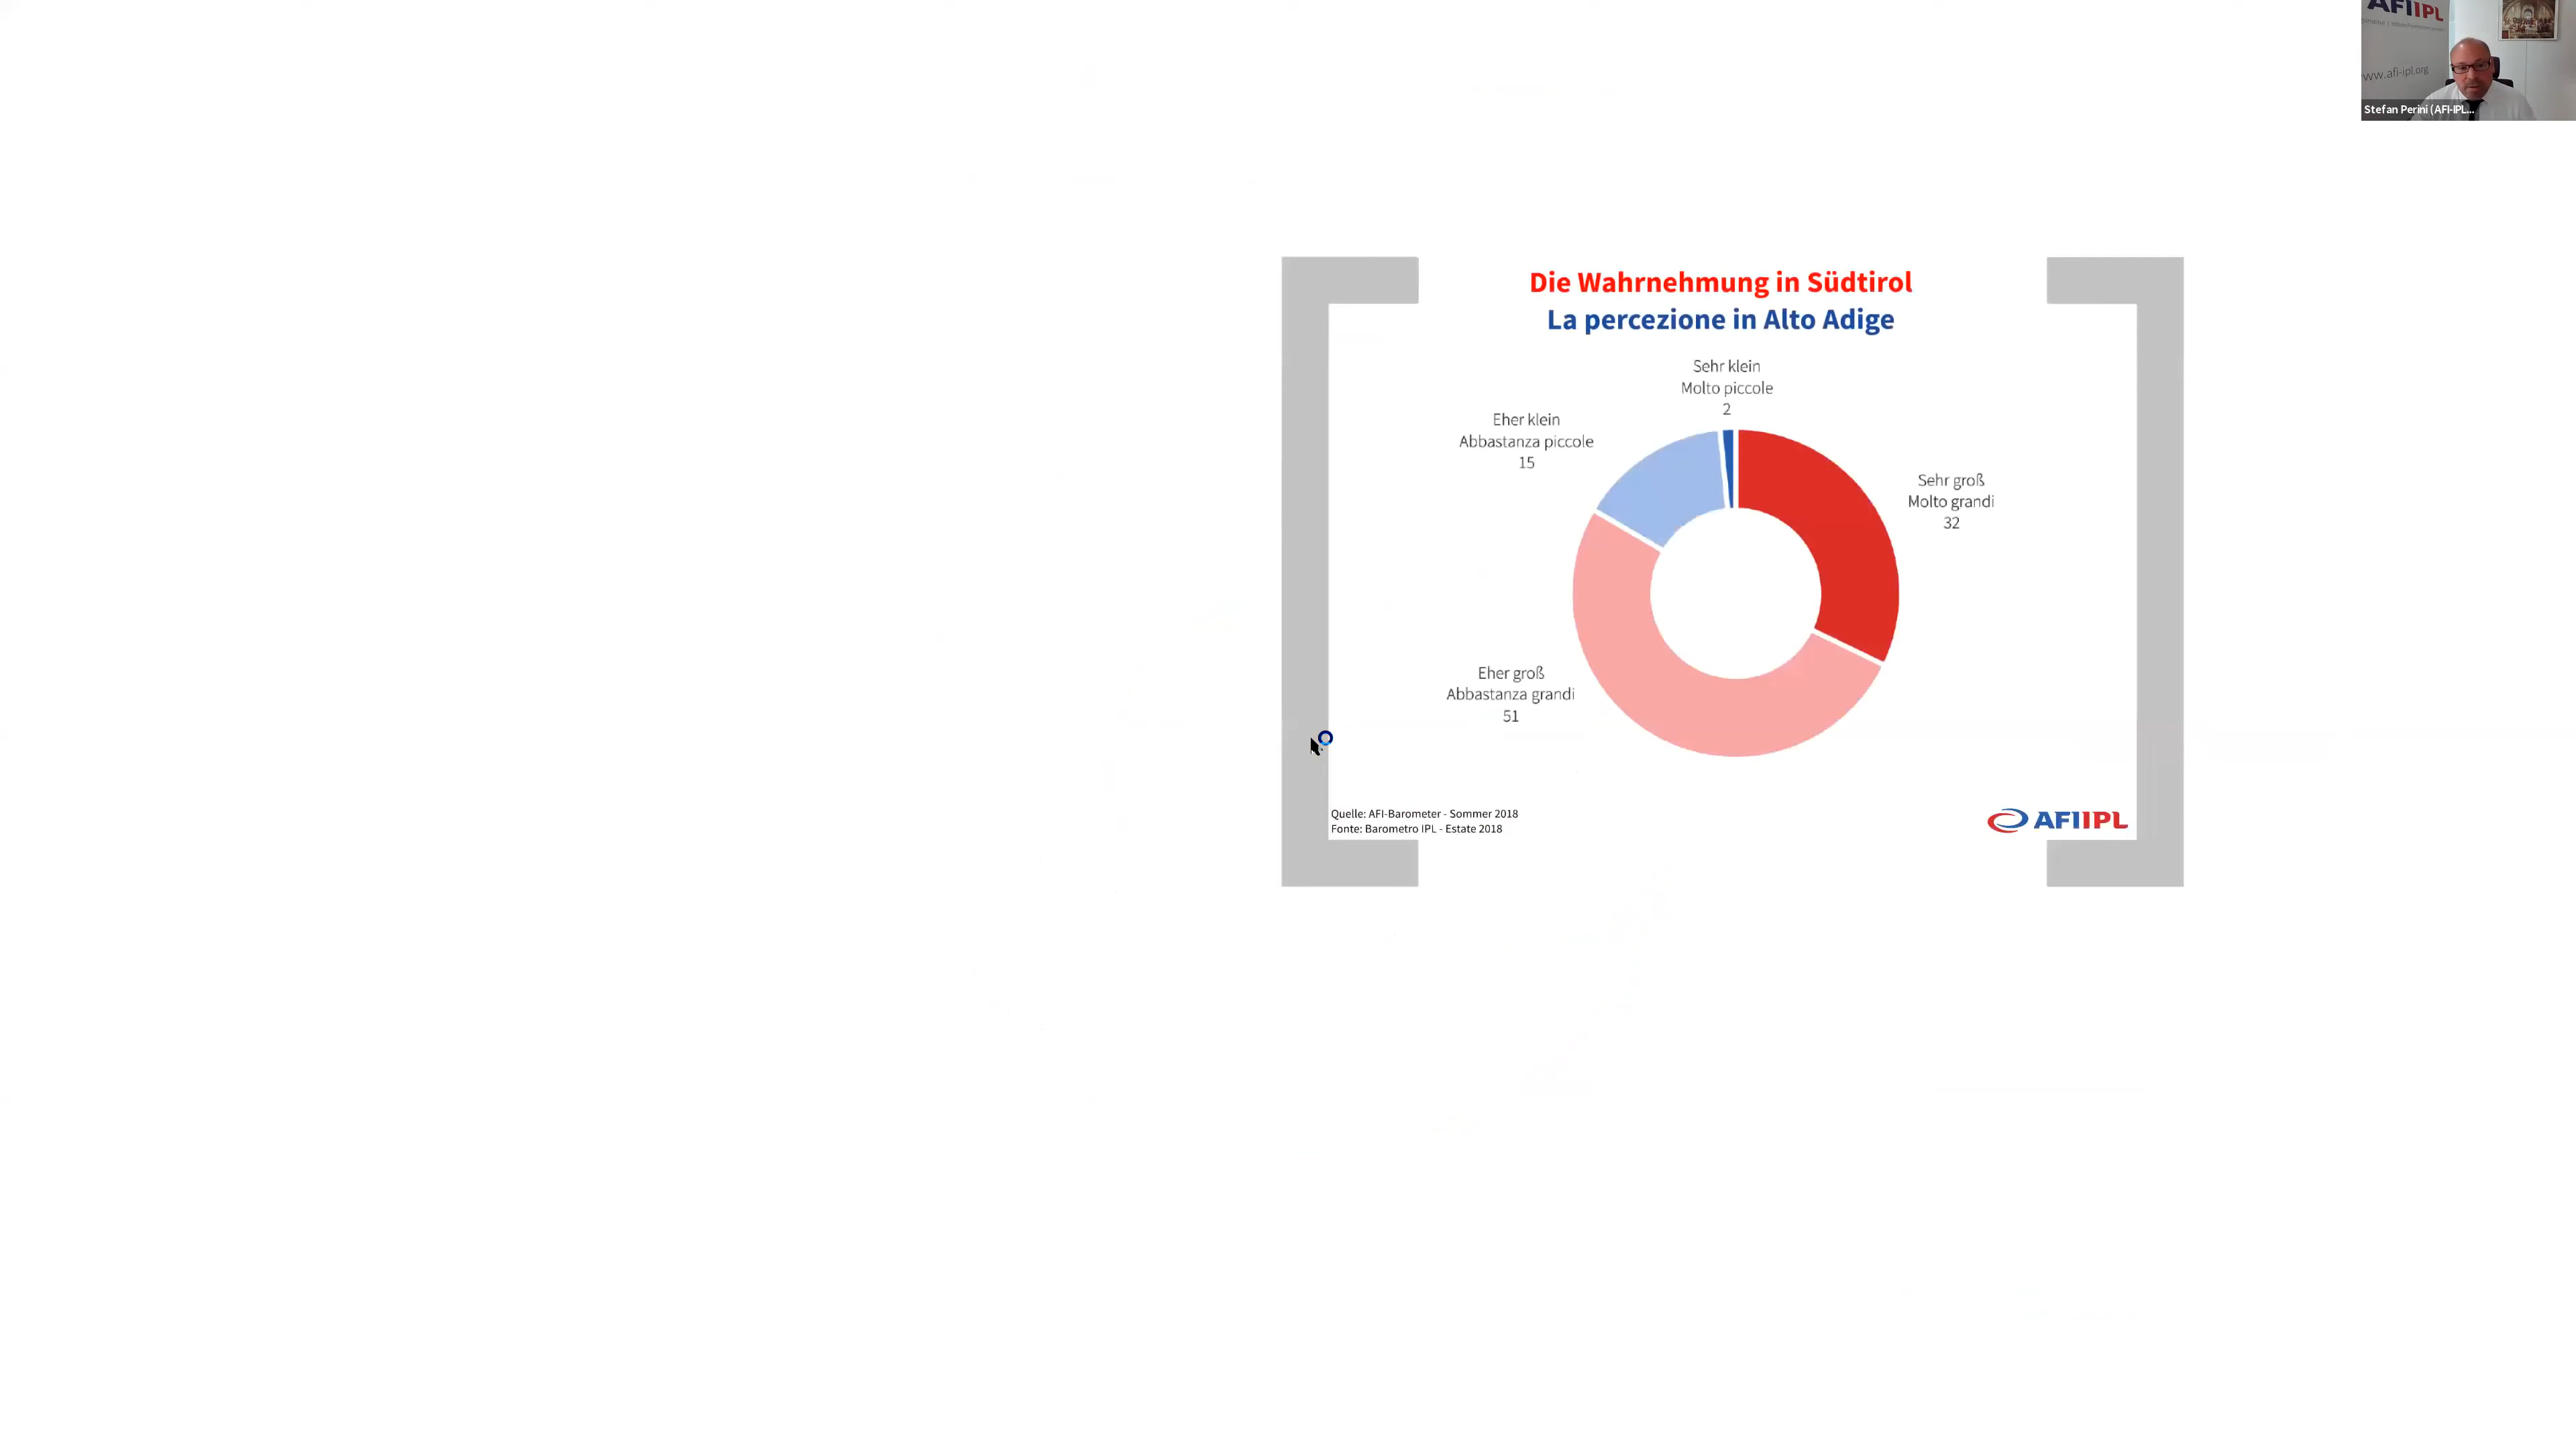 AFIIPL
www.afi-ipl.org
Stefan Perini (AFI-IPL...
Die Wahrnehmung in Südtirol
La percezione in Alto Adige
Sehr klein
Molto piccole
2
Eher klein
Abbastanza piccole
15
Sehr groß
Molto grandi
32
Eher groß
Abbastanza grandi
51
Quelle: AFI-Barometer - Sommer 2018
Fonte: Barometro IPL - Estate 2018
AFIIPL